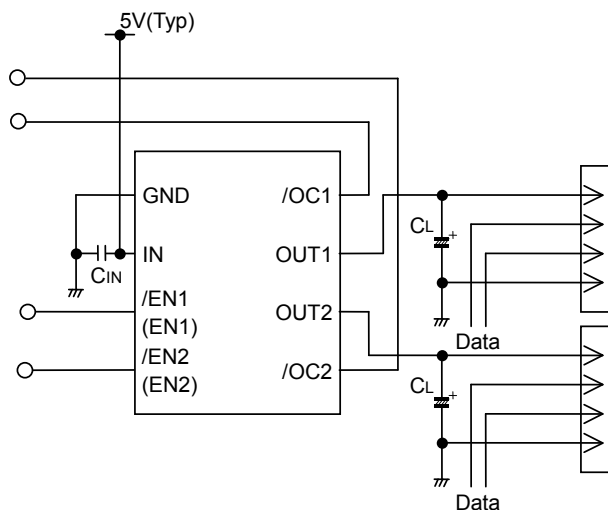 5V(Typ)
GND
/OC1
IN
OUT1
CIN
/EN1
(EN1)
OUT2
/EN2
(EN2)
/OC2
CL
+
Data
CL
+
Data